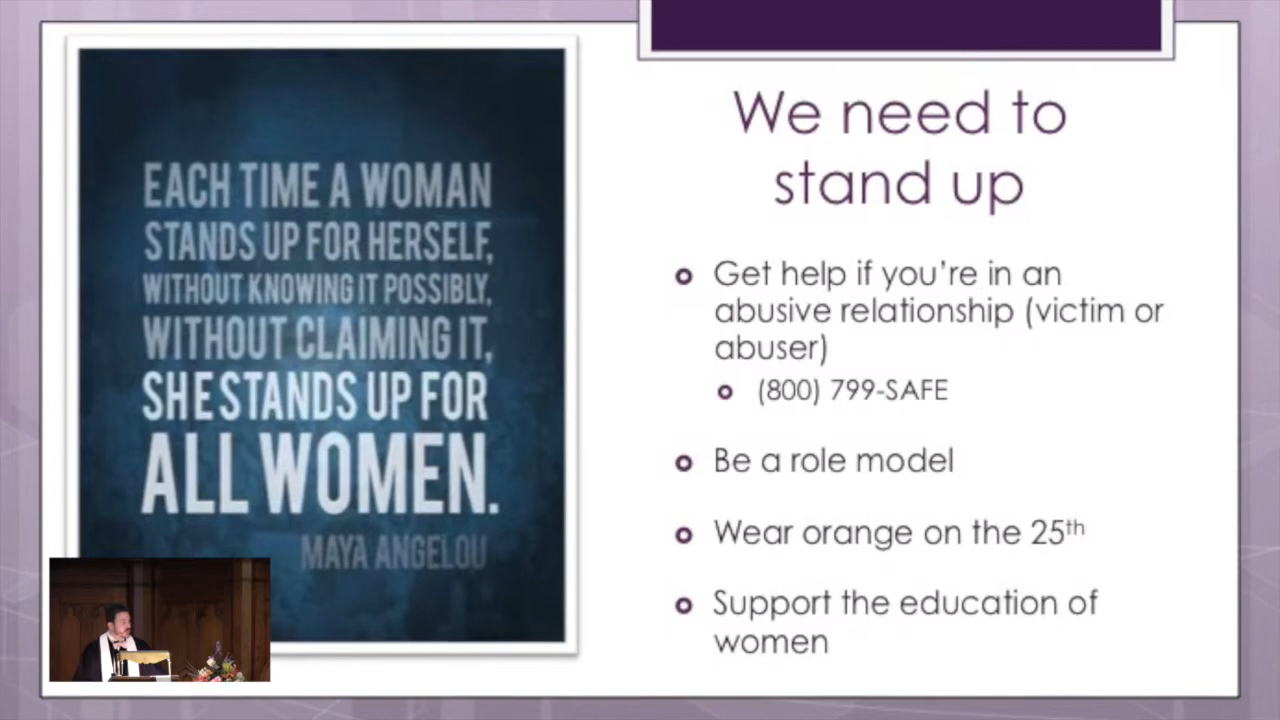 EACH TIME A WOMAN
STANDS UP FOR HERSELF,
WITHOUT KNOWING IT POSSIBLY,
WITHOUT CLAIMING IT,
SHE STANDS UP FOR
ALL WOMEN.
MAYA ANGELOU
We need to
stand up
Get help if you're in an
abusive relationship (victim or
abuser)
(800) 799-SAFE
Be a role model
Wear orange on the 25th
Support the education of
women